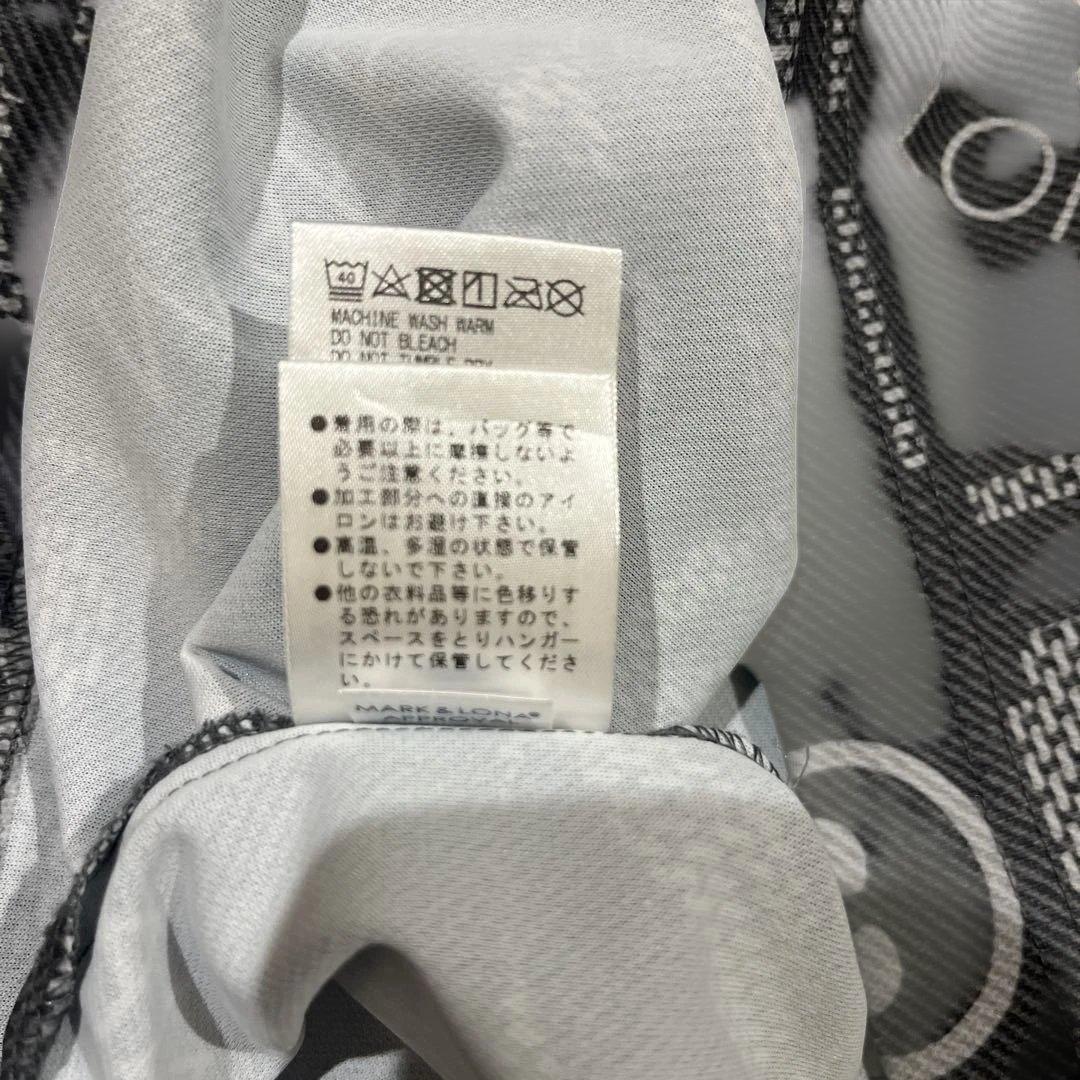 40
MACHINE WASH WARM
DO NOT BLEACH
DO NOT TUMBLE DRY
●着用の際は、バッグ等で
必要以上に摩擦しないよ
うご注意ください。
●加工部分への直接のアイ
ロンはお避け下さい。
●高温、多湿の状態で保管
しないで下さい。
●他の衣料品等に色移りす
る恐れがありますので、
スペースをとりハンガー
にかけて保管してくださ
い。
MARK & LONA®
APPROVAL